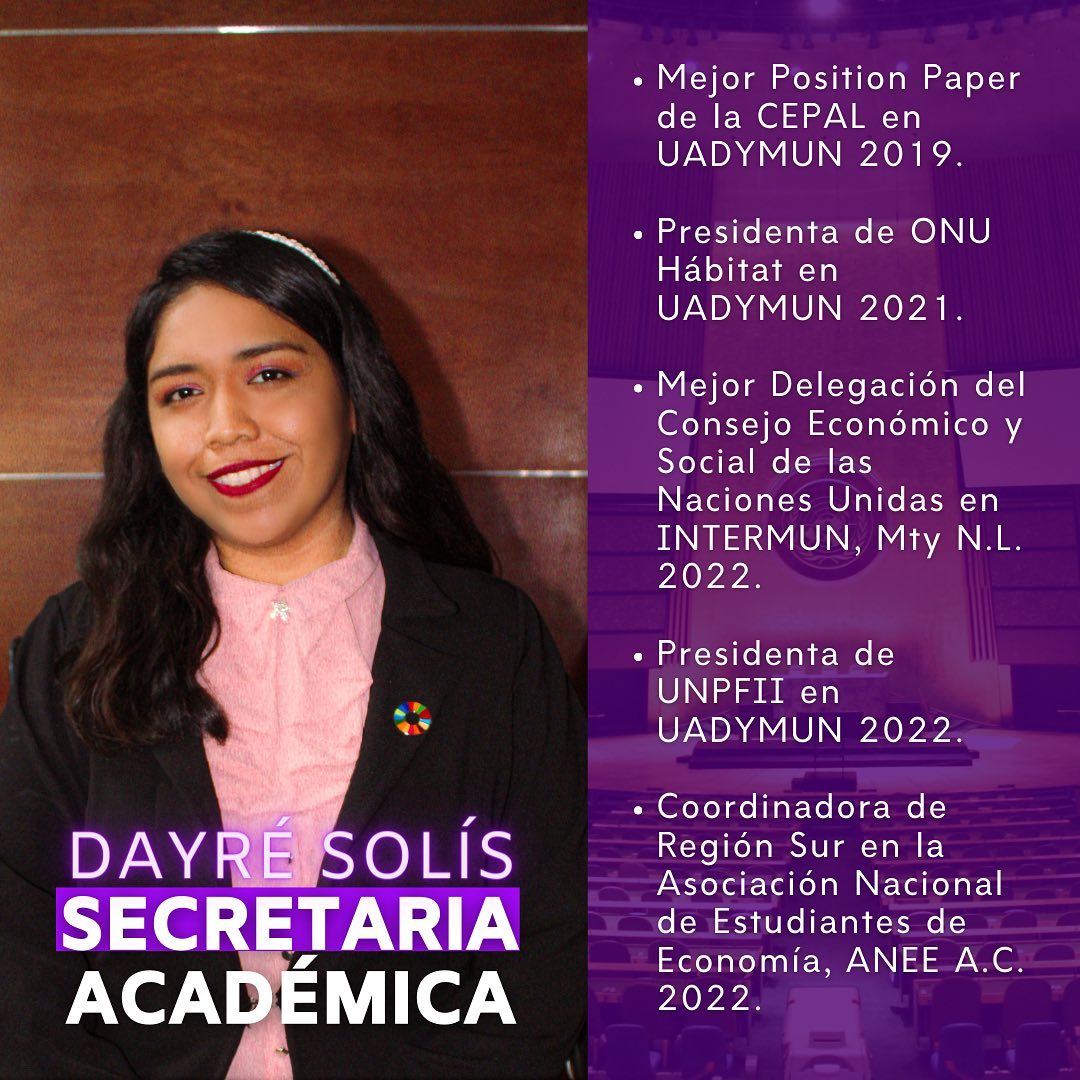 DAYRÉ SOLÍS
SECRETARIA
ACADÉMICA
• Mejor Position Paper
de la CEPAL en
UADYMUN 2019.
• Presidenta de ONU
Hábitat en
UADYMUN 2021.
• Mejor Delegación del
Consejo Económico y
Social de las
Naciones Unidas en
INTERMUN, Mty N.L.
2022.
• Presidenta de
UNPFII en
UADYMUN 2022.
• Coordinadora de
Región Sur en la
Asociación Nacional
de Estudiantes de
Economía, ANEE A.C.
2022.